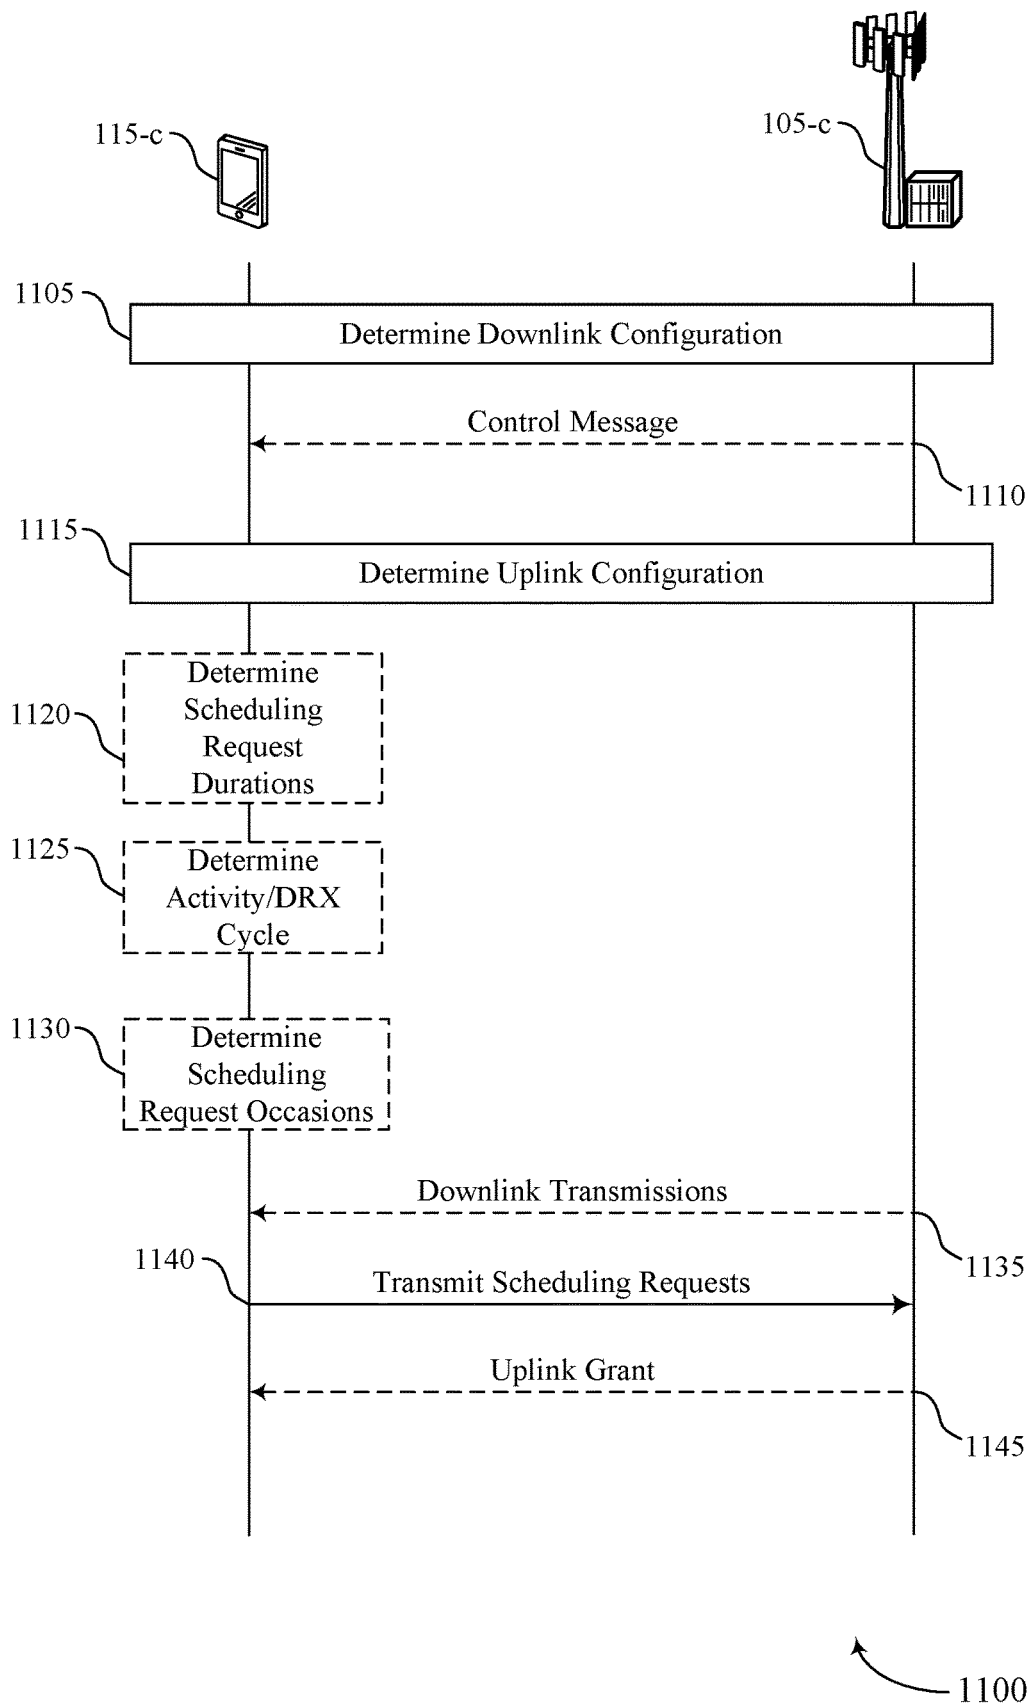 115-c
105-c
1105
Determine Downlink Configuration
Control Message
1110
1115
Determine Uplink Configuration
1120
Determine
Scheduling
Request
Durations
1125
Determine
Activity/DRX
Cycle
1130
Determine
Scheduling
Request Occasions
Downlink Transmissions
1135
1140
Transmit Scheduling Requests
Uplink Grant
1145
1100